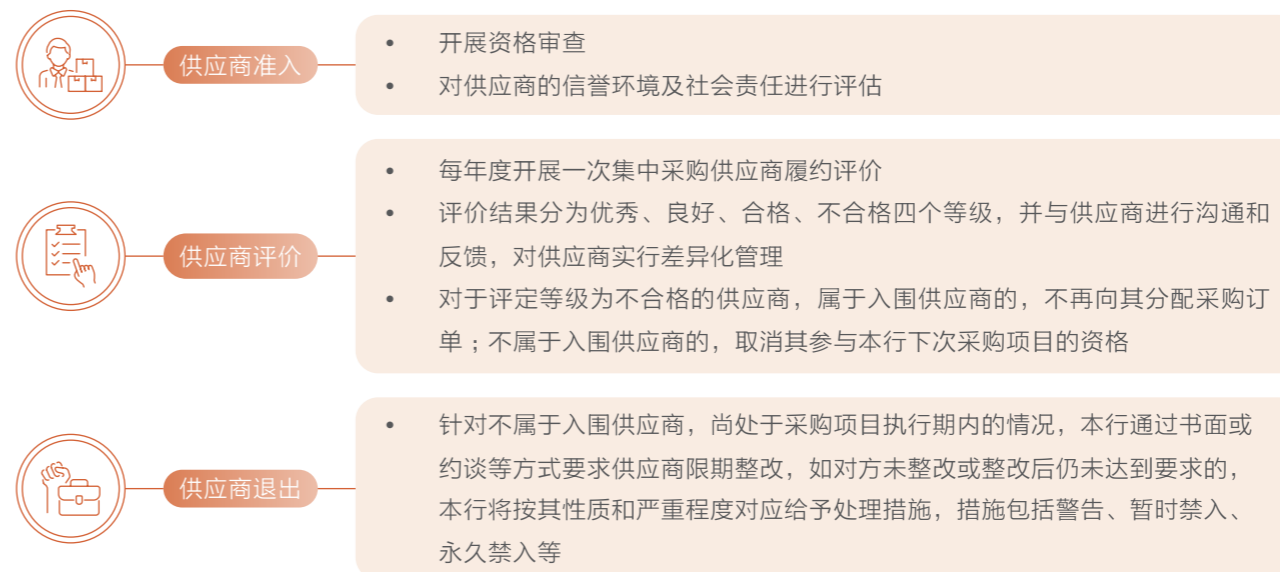 供应商准入
• 开展资格审查
• 对供应商的信誉环境及社会责任进行评估
供应商评价
• 每年度开展一次集中采购供应商履约评价
• 评价结果分为优秀、良好、合格、不合格四个等级，并与供应商进行沟通和
反馈，对供应商实行差异化管理
• 对于评定等级为不合格的供应商，属于入围供应商的，不再向其分配采购订
单；不属于入围供应商的，取消其参与本行下次采购项目的资格
供应商退出
• 针对不属于入围供应商，尚处于采购项目执行期内的情况，本行通过书面或
约谈等方式要求供应商限期整改，如对方未整改或整改后仍未达到要求的，
本行将按其性质和严重程度对应给予处理措施，措施包括警告、暂时禁入、
永久禁入等